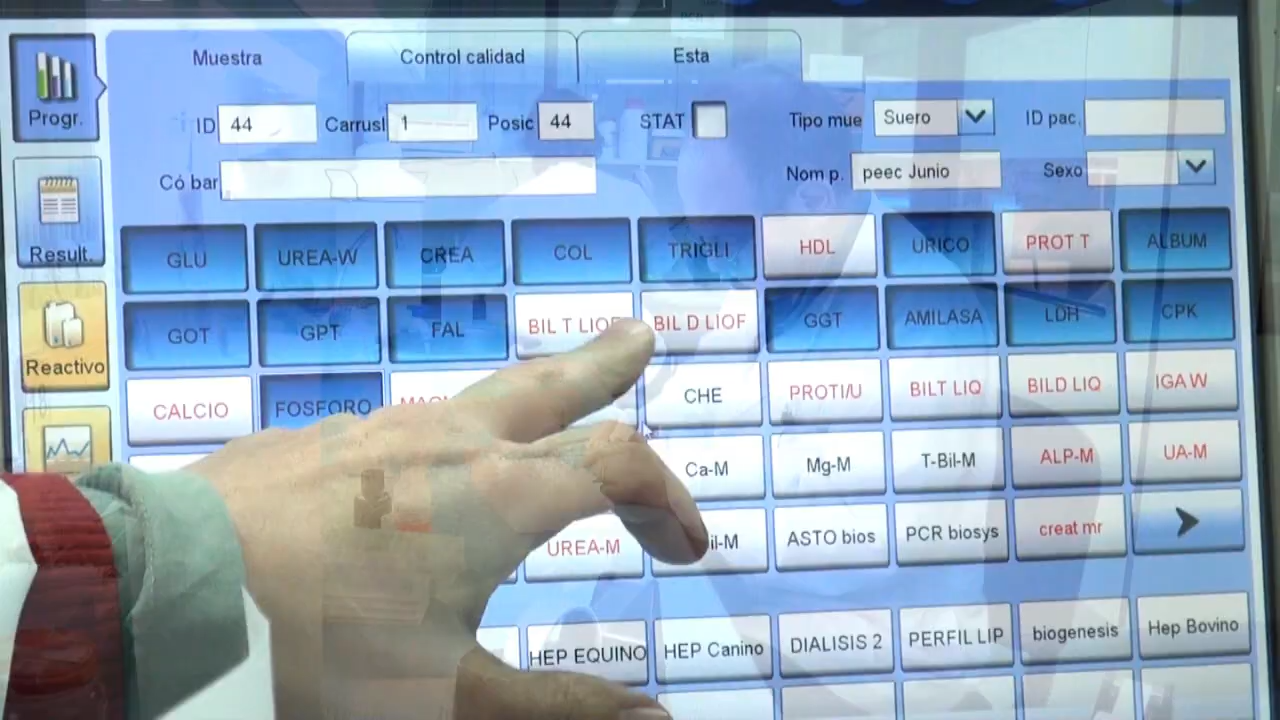 Muestra Control calidad Esta
Progr.
ID 44 Carrusl 1 Posic 44 STAT Tipo mue Suero ID pac.
Có bar Nom p. peec Junio Sexo
Result.
GLU UREA-W CREA COL TRIGLI HDL URICO PROT T ALBUM
GOT GPT FAL BIL T LIOF BIL D LIOF GGT AMILASA LDH CPK
Reactivo
CALCIO FOSFORO CHE PROTI/U BILT LIQ BILD LIQ IGA W
Ca-M Mg-M T-Bil-M ALP-M UA-M
UREA-M ASTO bios PCR biosys creat mr
HEP EQUINO HEP Canino DIALISIS 2 PERFIL LIP biogenesis Hep Bovino